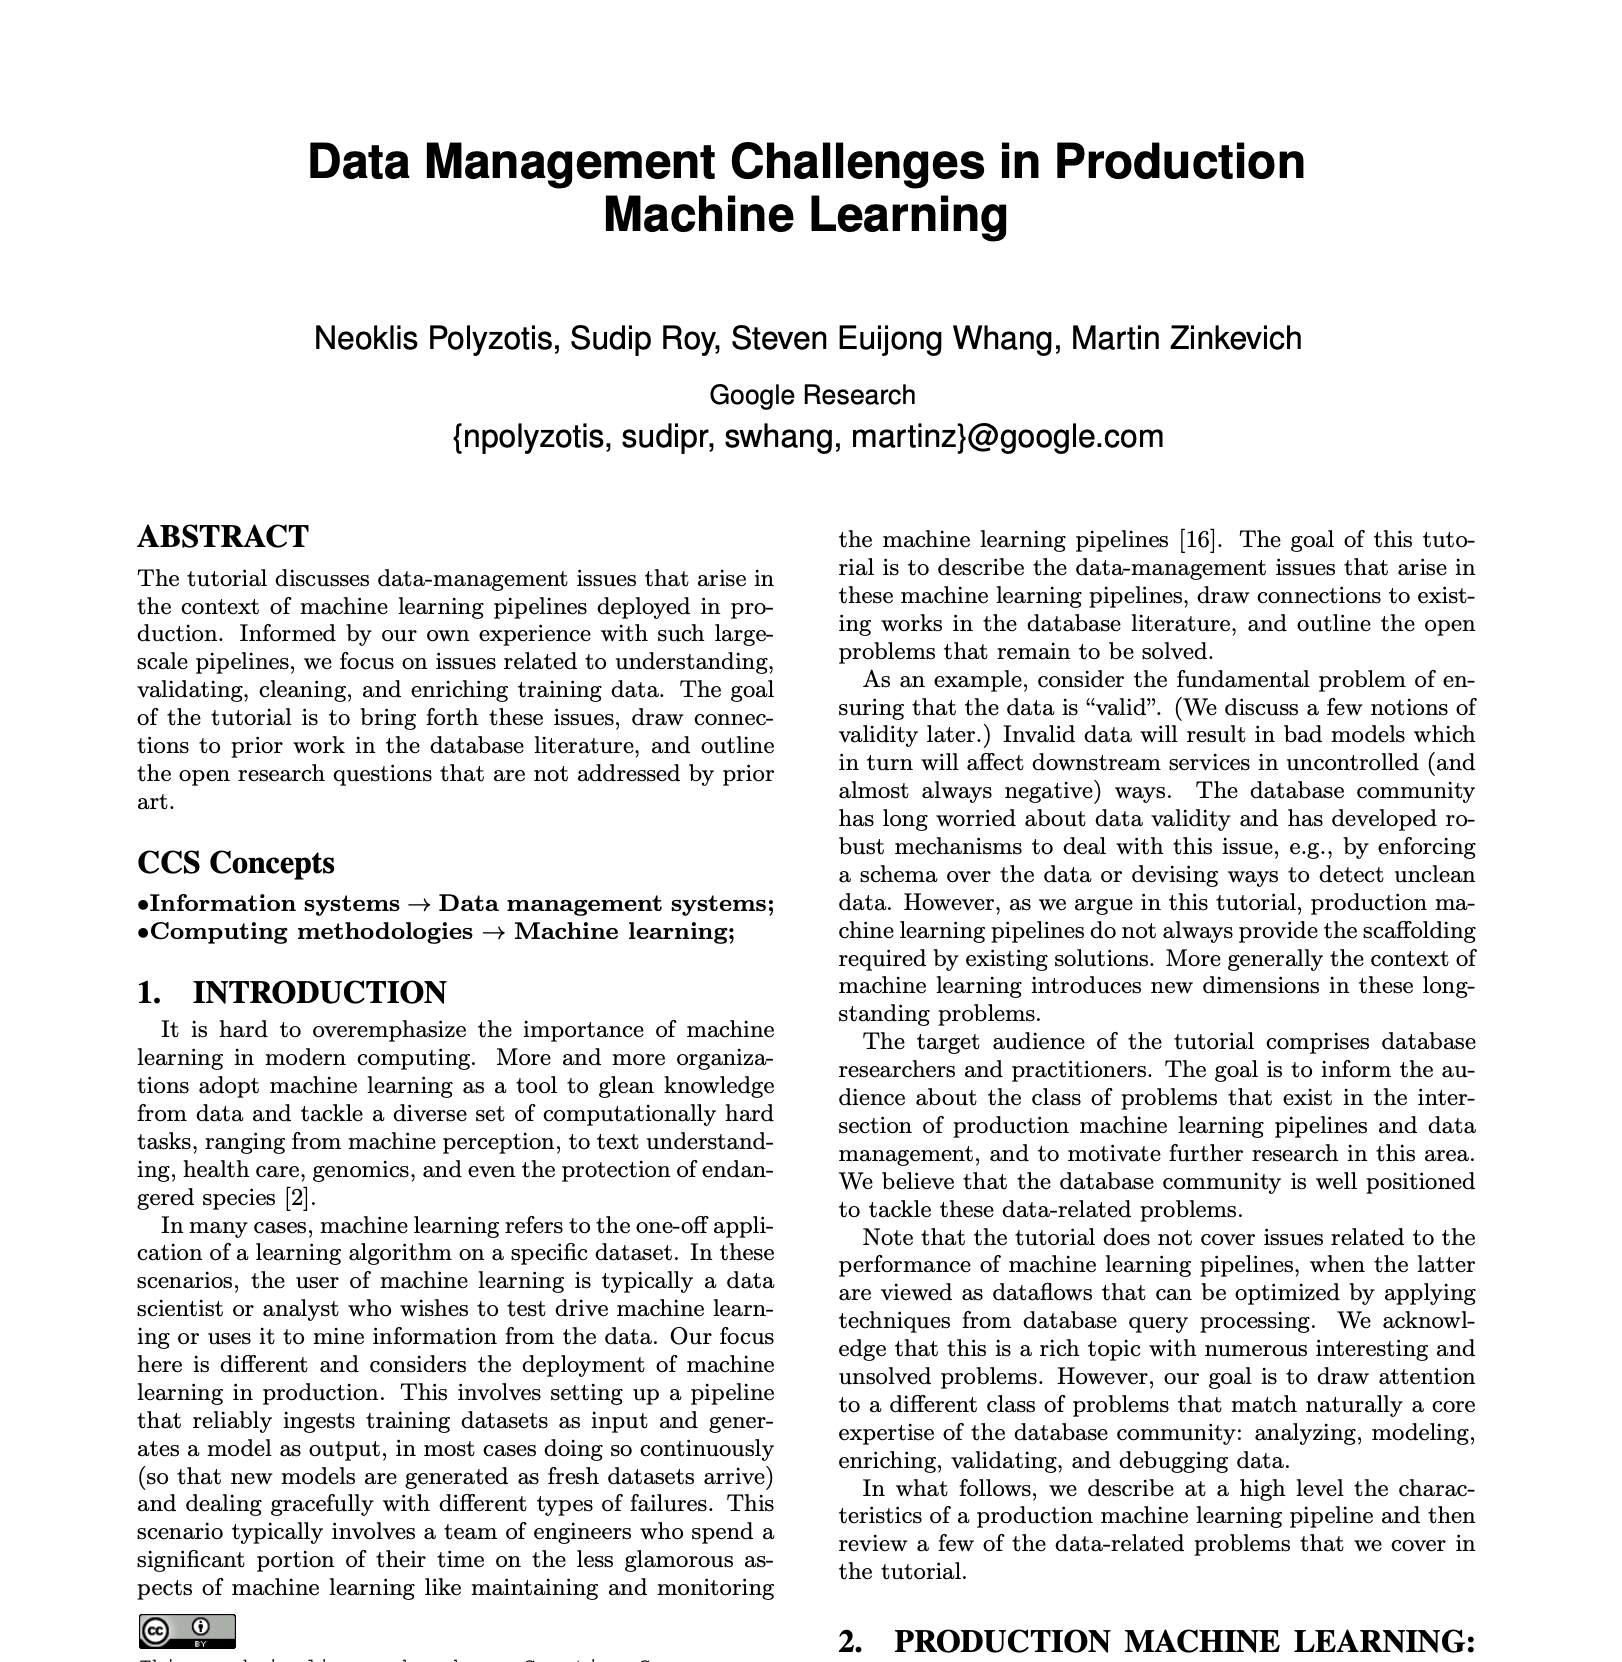 Data Management Challenges in Production
Machine Learning
Neoklis Polyzotis, Sudip Roy, Steven Euijong Whang, Martin Zinkevich
Google Research
{npolyzotis, sudipr, swhang, martinz}@google.com
ABSTRACT
The tutorial discusses data-management issues that arise in
the context of machine learning pipelines deployed in pro-
duction. Informed by our own experience with such large-
scale pipelines, we focus on issues related to understanding,
validating, cleaning, and enriching training data. The goal
of the tutorial is to bring forth these issues, draw connec-
tions to prior work in the database literature, and outline
the open research questions that are not addressed by prior
art.
CCS Concepts
•Information systems → Data management systems;
•Computing methodologies → Machine learning;
1. INTRODUCTION
It is hard to overemphasize the importance of machine
learning in modern computing. More and more organiza-
tions adopt machine learning as a tool to glean knowledge
from data and tackle a diverse set of computationally hard
tasks, ranging from machine perception, to text understand-
ing, health care, genomics, and even the protection of endan-
gered species [2].
In many cases, machine learning refers to the one-off appli-
cation of a learning algorithm on a specific dataset. In these
scenarios, the user of machine learning is typically a data
scientist or analyst who wishes to test drive machine learn-
ing or uses it to mine information from the data. Our focus
here is different and considers the deployment of machine
learning in production. This involves setting up a pipeline
that reliably ingests training datasets as input and gener-
ates a model as output, in most cases doing so continuously
(so that new models are generated as fresh datasets arrive)
and dealing gracefully with different types of failures. This
scenario typically involves a team of engineers who spend a
significant portion of their time on the less glamorous as-
pects of machine learning like maintaining and monitoring
cc BY
the machine learning pipelines [16]. The goal of this tuto-
rial is to describe the data-management issues that arise in
these machine learning pipelines, draw connections to exist-
ing works in the database literature, and outline the open
problems that remain to be solved.
As an example, consider the fundamental problem of en-
suring that the data is “valid”. (We discuss a few notions of
validity later.) Invalid data will result in bad models which
in turn will affect downstream services in uncontrolled (and
almost always negative) ways. The database community
has long worried about data validity and has developed ro-
bust mechanisms to deal with this issue, e.g., by enforcing
a schema over the data or devising ways to detect unclean
data. However, as we argue in this tutorial, production ma-
chine learning pipelines do not always provide the scaffolding
required by existing solutions. More generally the context of
machine learning introduces new dimensions in these long-
standing problems.
The target audience of the tutorial comprises database
researchers and practitioners. The goal is to inform the au-
dience about the class of problems that exist in the inter-
section of production machine learning pipelines and data
management, and to motivate further research in this area.
We believe that the database community is well positioned
to tackle these data-related problems.
Note that the tutorial does not cover issues related to the
performance of machine learning pipelines, when the latter
are viewed as dataflows that can be optimized by applying
techniques from database query processing. We acknowl-
edge that this is a rich topic with numerous interesting and
unsolved problems. However, our goal is to draw attention
to a different class of problems that match naturally a core
expertise of the database community: analyzing, modeling,
enriching, validating, and debugging data.
In what follows, we describe at a high level the charac-
teristics of a production machine learning pipeline and then
review a few of the data-related problems that we cover in
the tutorial.
2. PRODUCTION MACHINE LEARNING: